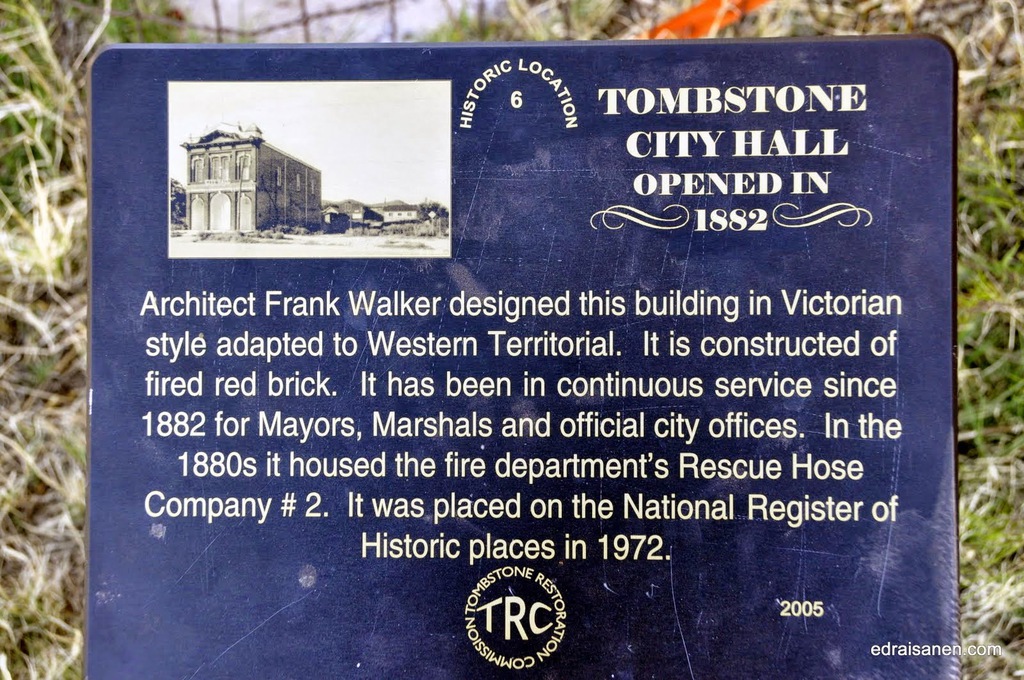 HISTORIC LOCATION
6
TOMBSTONE
CITY HALL
OPENED IN
1882
Architect Frank Walker designed this building in Victorian
style adapted to Western Territorial. It is constructed of
fired red brick. It has been in continuous service since
1882 for Mayors, Marshals and official city offices. In the
1880s it housed the fire department's Rescue Hose
Company # 2. It was placed on the National Register of
Historic places in 1972.
TOMBSTONE RESTORATION COMMISSION
TRC
2005
edraisanen.com